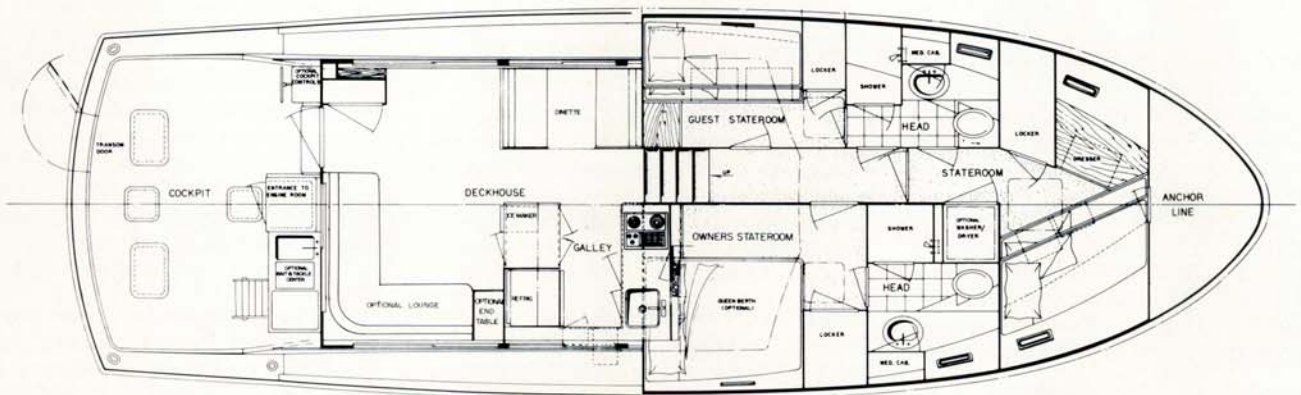 OPTIONAL
COCKPIT
CONTROLS
TRANSOM
DOOR
COCKPIT
ENTRANCE TO
ENGINE ROOM
OPTIONAL
BAIT & TACKLE
CENTER
DINETTE
DECKHOUSE
ICE MAKER
GALLEY
REFRIG
OPTIONAL LOUNGE
OPTIONAL
END
TABLE
LOCKER
GUEST STATEROOM
SHOWER
MED. CAB.
HEAD
LOCKER
DRESSER
UP
STATEROOM
ANCHOR
LINE
OWNERS STATEROOM
SHOWER
OPTIONAL
WASHER/
DRYER
HEAD
QUEEN BERTH
(OPTIONAL)
LOCKER
MED. CAB.